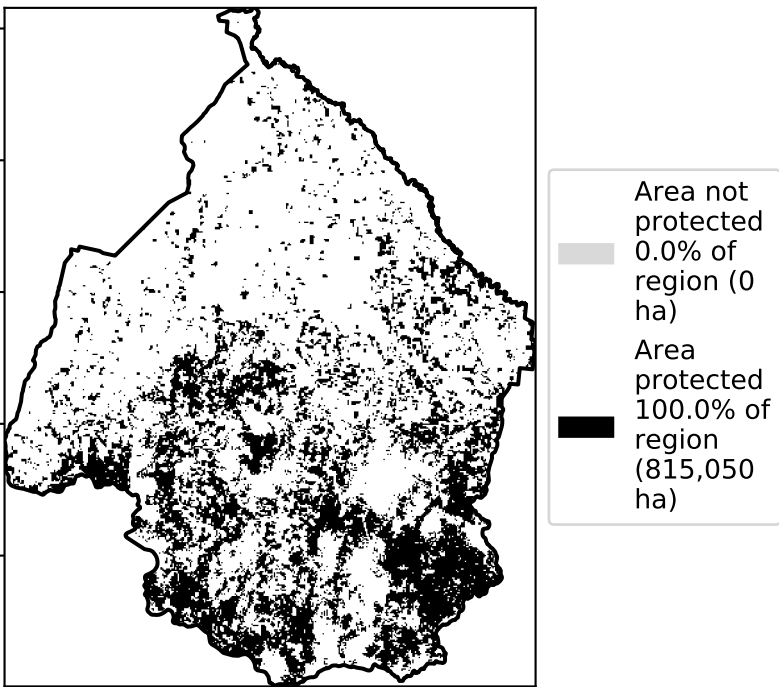 Area not
protected
0.0% of
region (0
ha)
Area
protected
100.0% of
region
(815,050
ha)